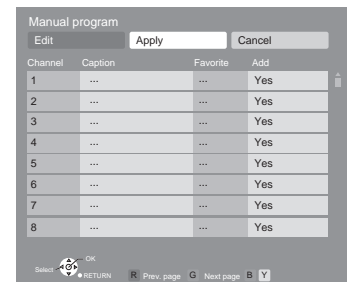 Manual program
Edit Apply Cancel
Channel Caption Favorite Add
1 ... ... Yes
2 ... ... Yes
3 ... ... Yes
4 ... ... Yes
5 ... ... Yes
6 ... ... Yes
7 ... ... Yes
8 ... ... Yes
OK
Select
RETURN R Prev. page G Next page B Y